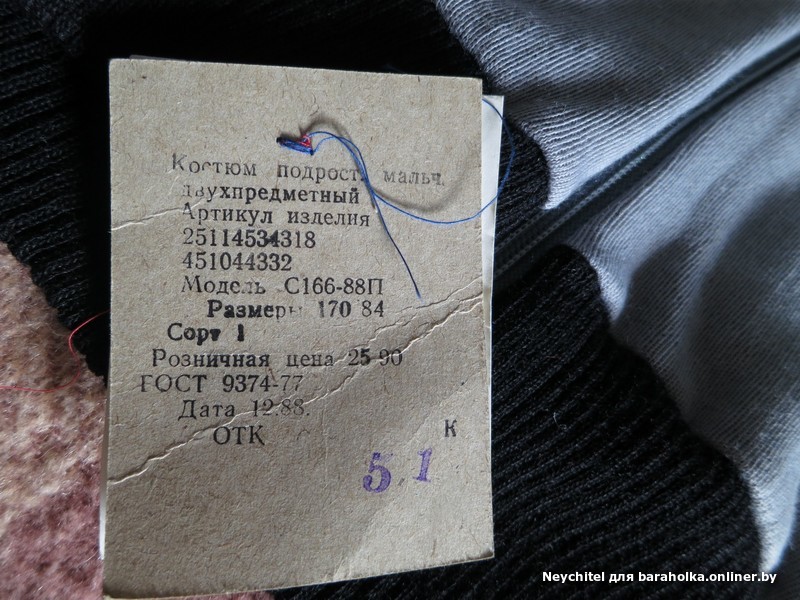 Костюм подрост. мальч.
двухпредметный
Артикул изделия
25114534318
451044332
Модель С166-88П
Размеры 170 84
Сорт 1
Розничная цена 25 90
ГОСТ 9374-77
Дата 12.88.
ОТК К
51
Neychitel для baraholka.onliner.by